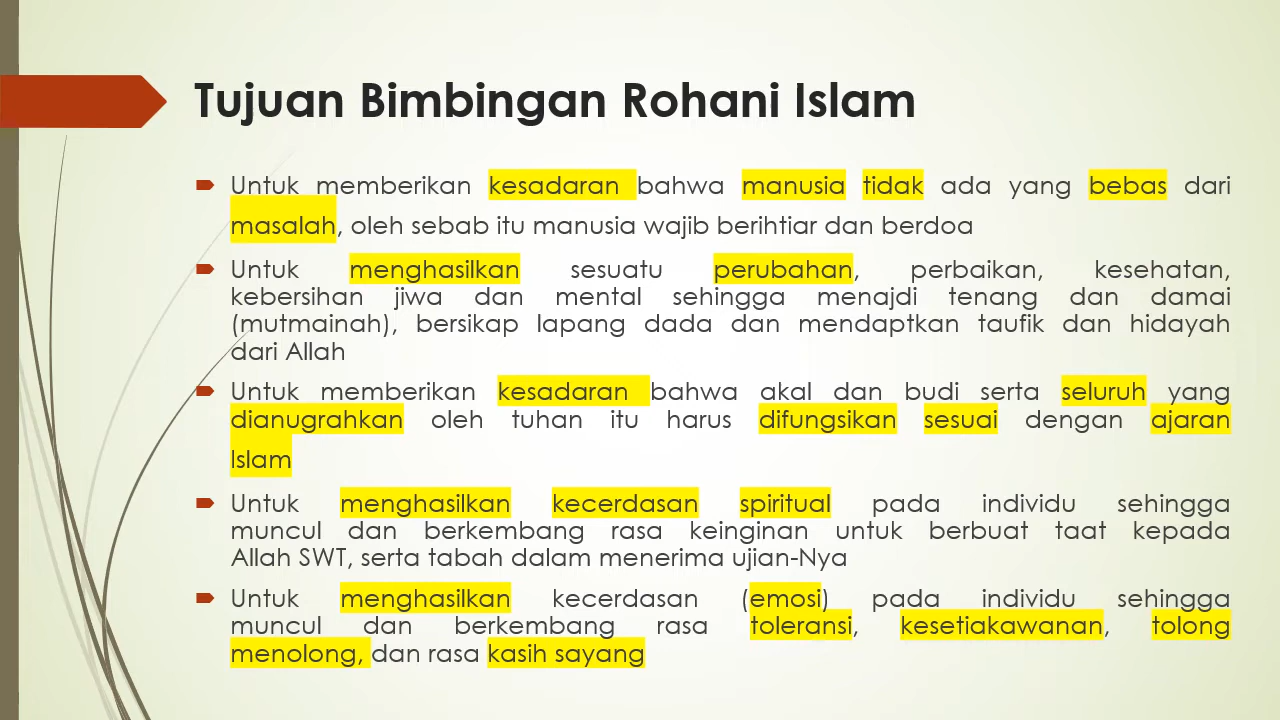 Tujuan Bimbingan Rohani Islam
Untuk memberikan kesadaran bahwa manusia tidak ada yang bebas dari
masalah, oleh sebab itu manusia wajib berihtiar dan berdoa
Untuk menghasilkan sesuatu perubahan, perbaikan, kesehatan,
kebersihan jiwa dan mental sehingga menajdi tenang dan damai
(mutmainah), bersikap lapang dada dan mendaptkan taufik dan hidayah
dari Allah
Untuk memberikan kesadaran bahwa akal dan budi serta seluruh yang
dianugrahkan oleh tuhan itu harus difungsikan sesuai dengan ajaran
Islam
Untuk menghasilkan kecerdasan spiritual pada individu sehingga
muncul dan berkembang rasa keinginan untuk berbuat taat kepada
Allah SWT, serta tabah dalam menerima ujian-Nya
Untuk menghasilkan kecerdasan (emosi) pada individu sehingga
muncul dan berkembang rasa toleransi, kesetiakawanan, tolong
menolong, dan rasa kasih sayang